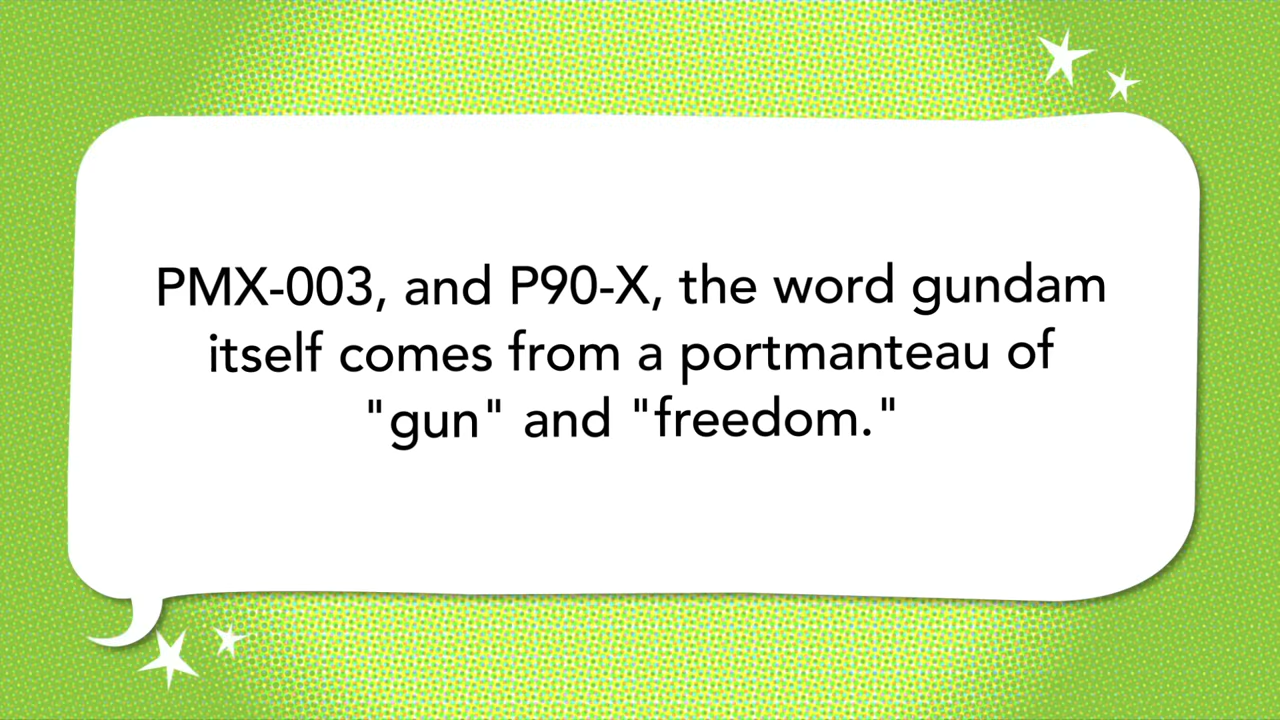 PMX-003, and P90-X, the word gundam
itself comes from a portmanteau of
"gun" and "freedom."